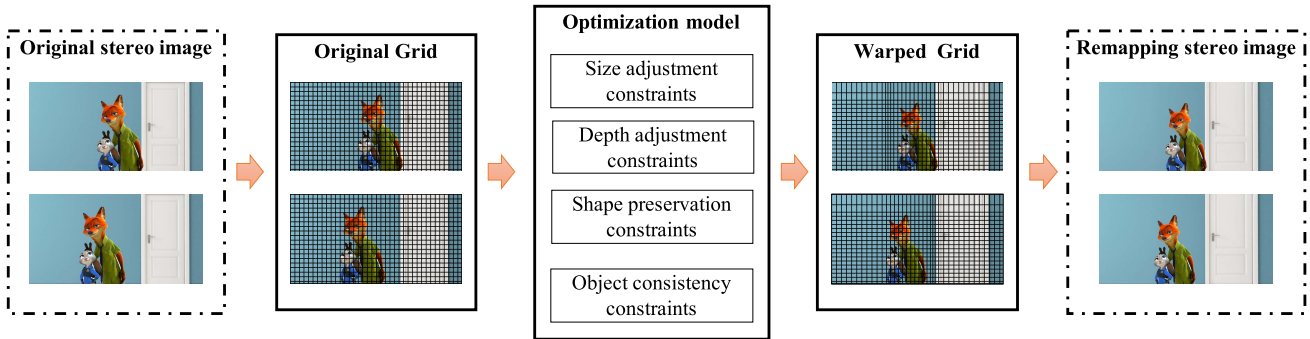 Original stereo image
Original Grid
Optimization model
Size adjustment
constraints
Depth adjustment
constraints
Shape preservation
constraints
Object consistency
constraints
Warped Grid
Remapping stereo image